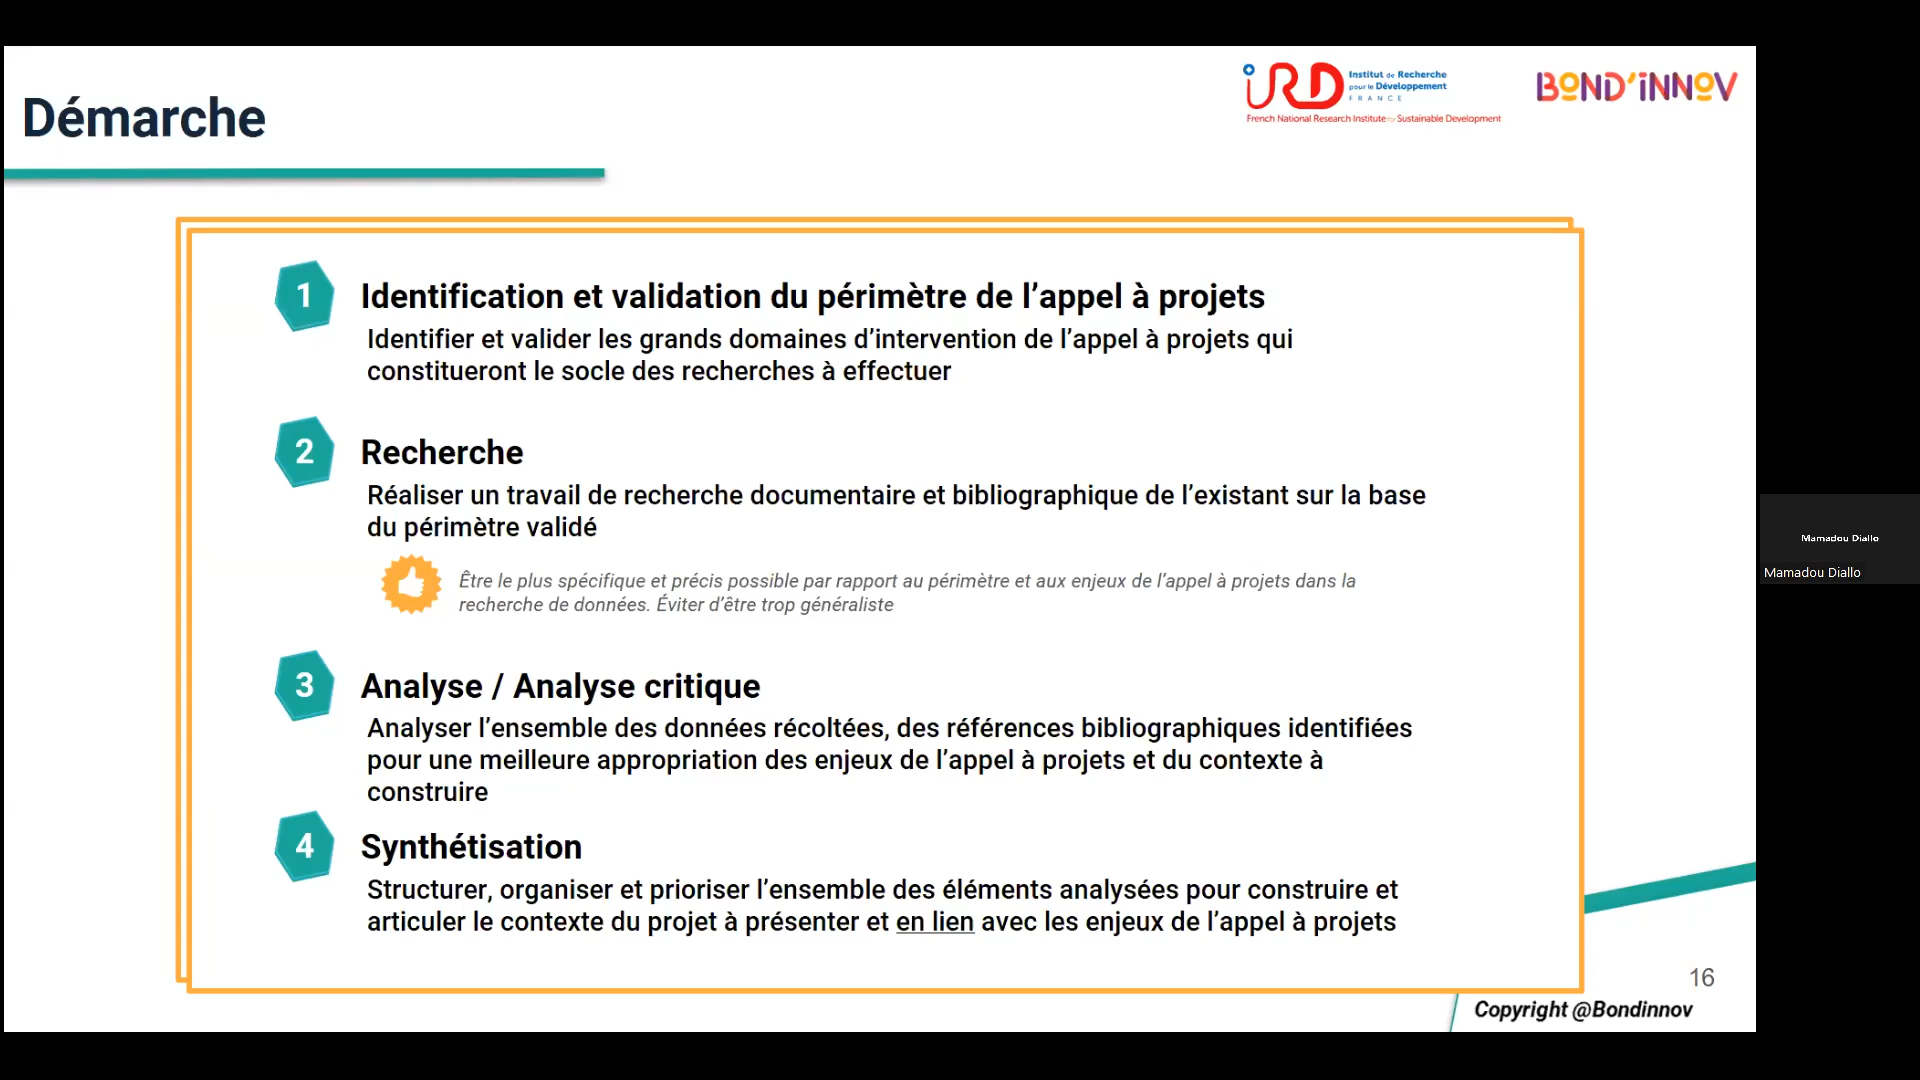 Démarche
iRD
Institut de Recherche
pour le Développement
FRANCE
French National Research Institute for Sustainable Development
BOND'iNNOV
1
Identification et validation du périmètre de l’appel à projets
Identifier et valider les grands domaines d’intervention de l’appel à projets qui
constitueront le socle des recherches à effectuer
2
Recherche
Réaliser un travail de recherche documentaire et bibliographique de l’existant sur la base
du périmètre validé
Être le plus spécifique et précis possible par rapport au périmètre et aux enjeux de l’appel à projets dans la
recherche de données. Éviter d’être trop généraliste
3
Analyse / Analyse critique
Analyser l’ensemble des données récoltées, des références bibliographiques identifiées
pour une meilleure appropriation des enjeux de l’appel à projets et du contexte à
construire
4
Synthétisation
Structurer, organiser et prioriser l’ensemble des éléments analysées pour construire et
articuler le contexte du projet à présenter et en lien avec les enjeux de l’appel à projets
16
Copyright @Bondinnov
Mamadou Diallo
Mamadou Diallo